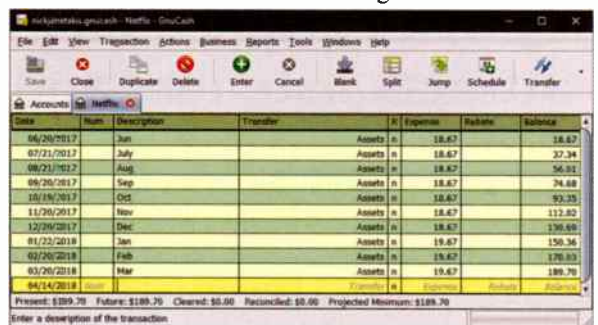 nickjanetakis.gnucash - Netflix - GnuCash
File Edit View Transaction Actions Business Reports Tools Windows Help
Save Close Duplicate Delete Enter Cancel Blank Split Jump Schedule Transfer
Accounts Netflix
Date Num Description Transfer R Expense Rebate Balance
06/20/2017 Jun Assets n 18.67 18.67
07/21/2017 July Assets n 18.67 37.34
08/21/2017 Aug Assets n 18.67 56.01
09/20/2017 Sep Assets n 18.67 74.68
10/19/2017 Oct Assets n 18.67 93.35
11/20/2017 Nov Assets n 18.67 112.02
12/20/2017 Dec Assets n 18.67 130.69
01/22/2018 Jan Assets n 19.67 150.36
02/20/2018 Feb Assets n 19.67 170.03
03/20/2018 Mar Assets n 19.67 189.70
04/14/2018 Num Transfer n Expense Rebate Balance
Present: $189.70 Future: $189.70 Cleared: $0.00 Reconciled: $0.00 Projected Minimum: $189.70
Enter a description of the transaction